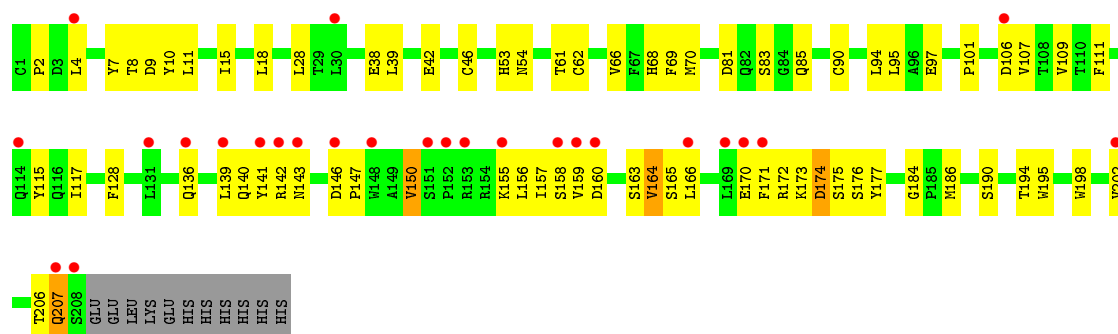 C1 P2 D3 L4 Y7 T8 D9 Y10 L11 I15 L18 L28 T29 L30 E38 L39 E42 C46 H53 N54 T61 C62 V66 F67 H68 F69 M70 D81 Q82 S83 G84 Q85 C90 L94 L95 A96 E97 P101 D106 V107 T108 V109 T110 F111
Q114 Y115 Q116 I117 F128 L131 Q136 L139 Q140 Y141 R142 N143 D146 P147 W148 A149 V150 S151 P152 R153 R154 K155 L156 I157 S158 V159 D160 S163 V164 S165 L166 L169 E170 F171 R172 K173 D174 S175 S176 Y177 G184 P185 M186 S190 T194 W195 W198
T206 Q207 S208 GLU GLU LEU LYS GLU HIS HIS HIS HIS HIS HIS